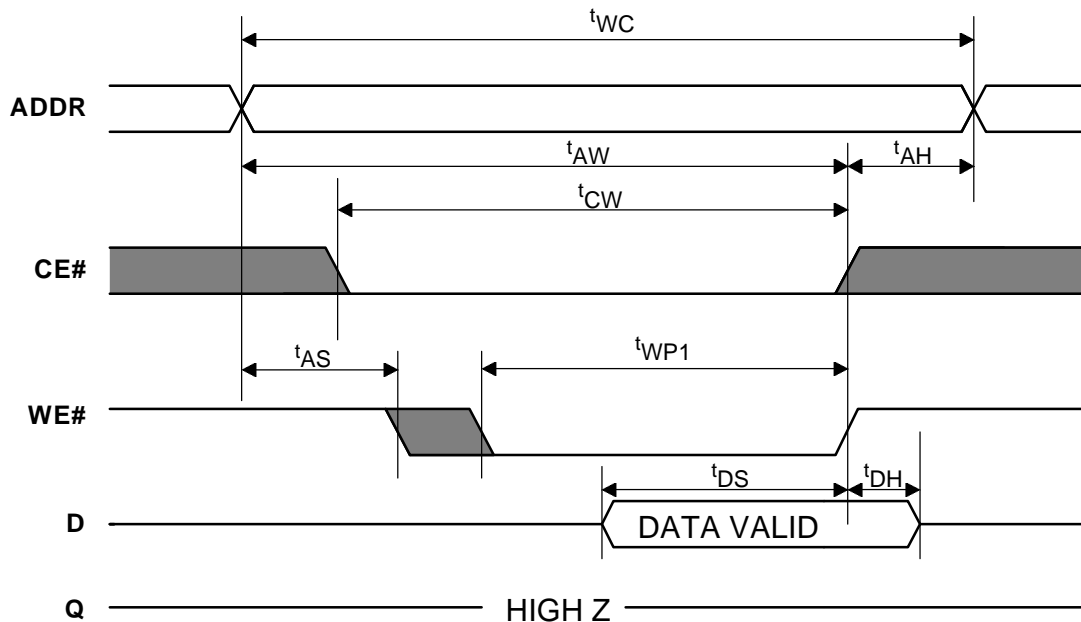 tWC
ADDR
tAW tAH
tCW
CE#
tAS tWP1
WE#
tDS tDH
D DATA VALID
Q HIGH Z